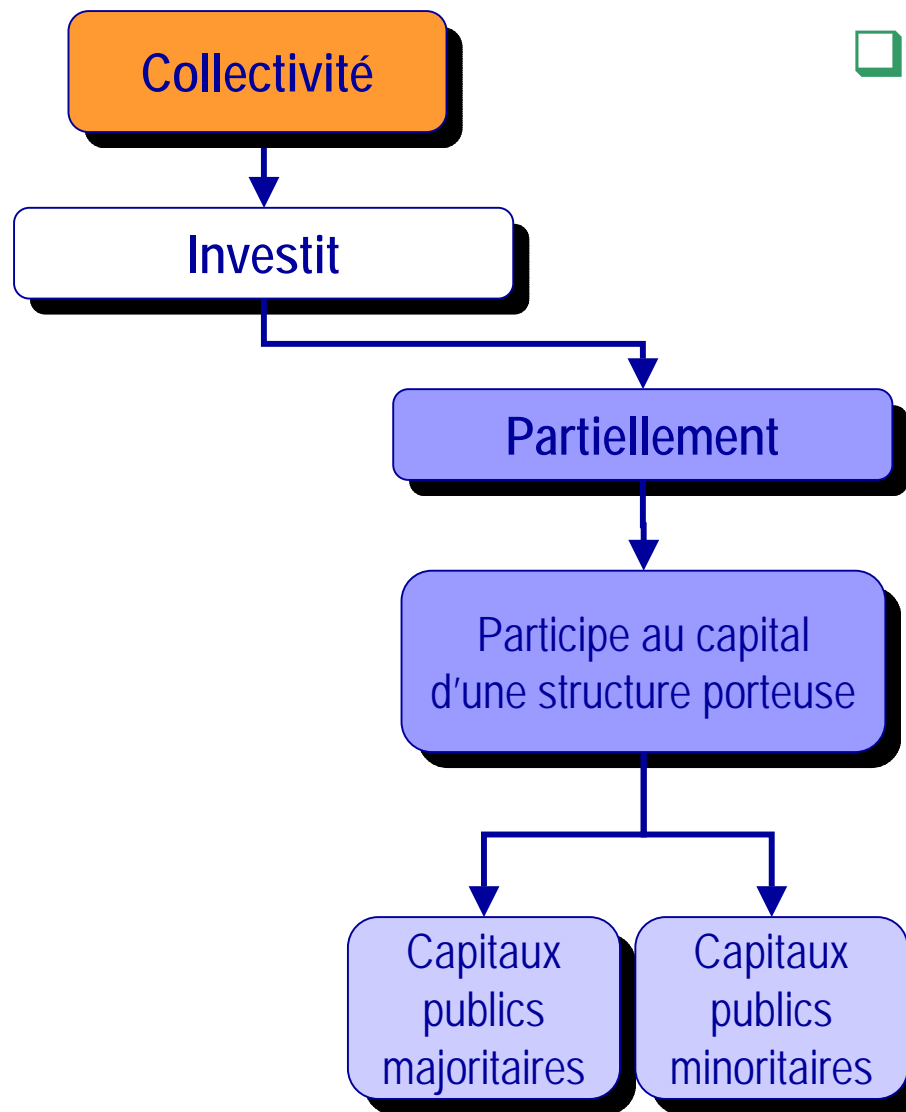 Collectivité
Investit
Partiellement
Participe au capital
d'une structure porteuse
Capitaux
publics
majoritaires
Capitaux
publics
minoritaires